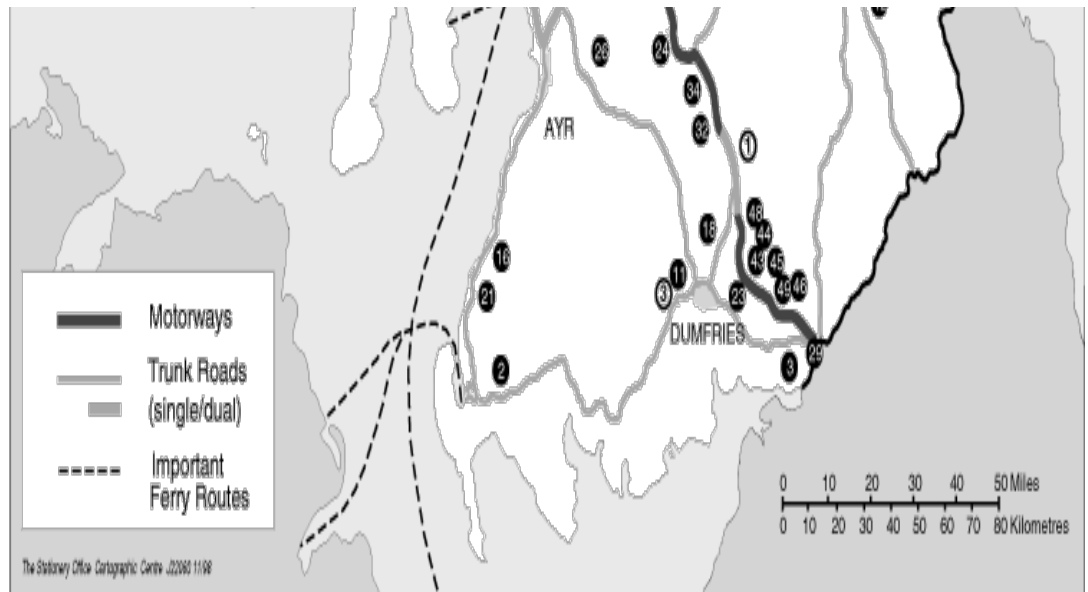 26
24
34
32
1
AYR
48
44
18
43
45
16
11
49
46
21
3
23
DUMFRIES
29
2
3
Motorways
Trunk Roads
(single/dual)
Important
Ferry Routes
0 10 20 30 40 50 Miles
0 10 20 30 40 50 60 70 80 Kilometres
The Stationery Office Cartographic Centre J22060 11/98